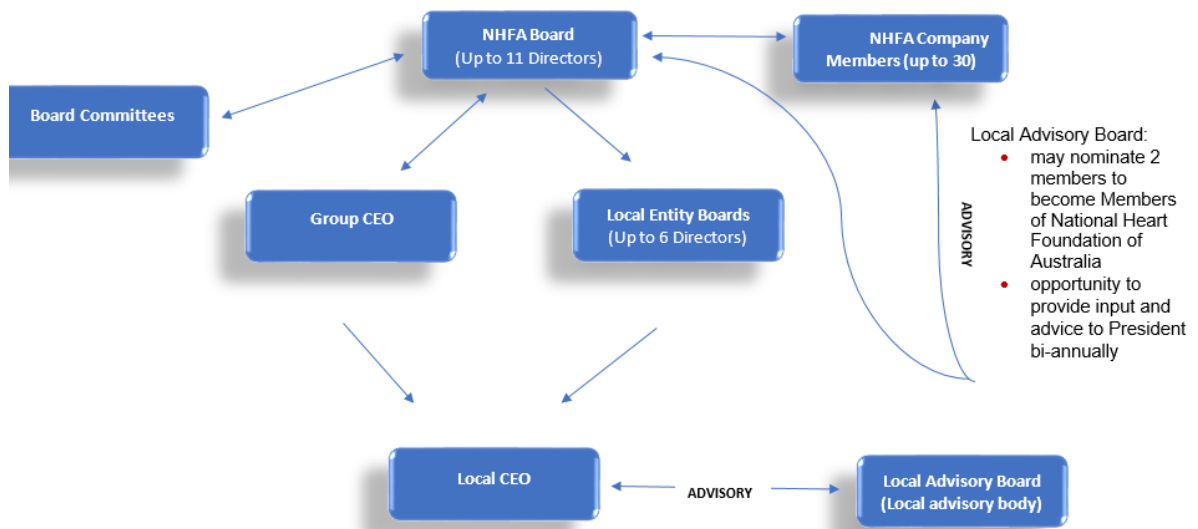 NHFA Board
(Up to 11 Directors)
NHFA Company
Members (up to 30)
Board Committees
Local Advisory Board:
• may nominate 2
members to
become Members
of National Heart
Foundation of
Australia
• opportunity to
provide input and
advice to President
bi-annually
ADVISORY
Group CEO
Local Entity Boards
(Up to 6 Directors)
Local CEO
ADVISORY
Local Advisory Board
(Local advisory body)